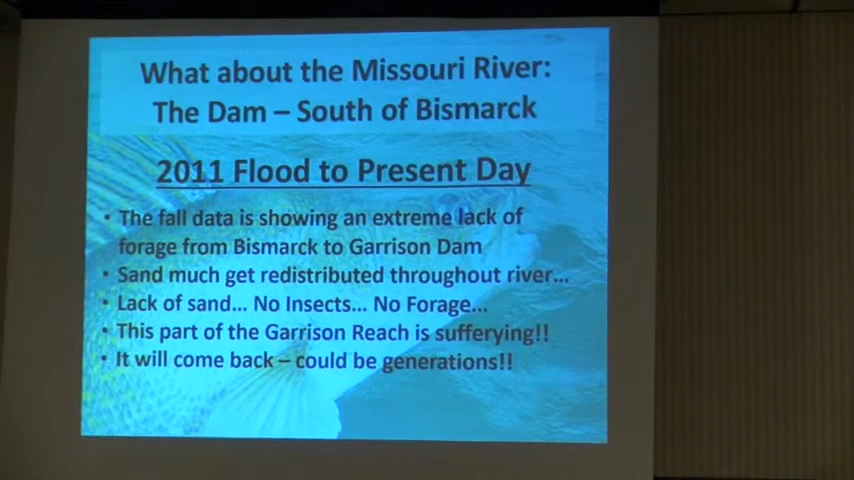 What about the Missouri River:
The Dam – South of Bismarck
2011 Flood to Present Day
• The fall data is showing an extreme lack of
forage from Bismarck to Garrison Dam
• Sand much get redistributed throughout river...
• Lack of sand... No Insects... No Forage...
• This part of the Garrison Reach is sufferying!!
• It will come back – could be generations!!